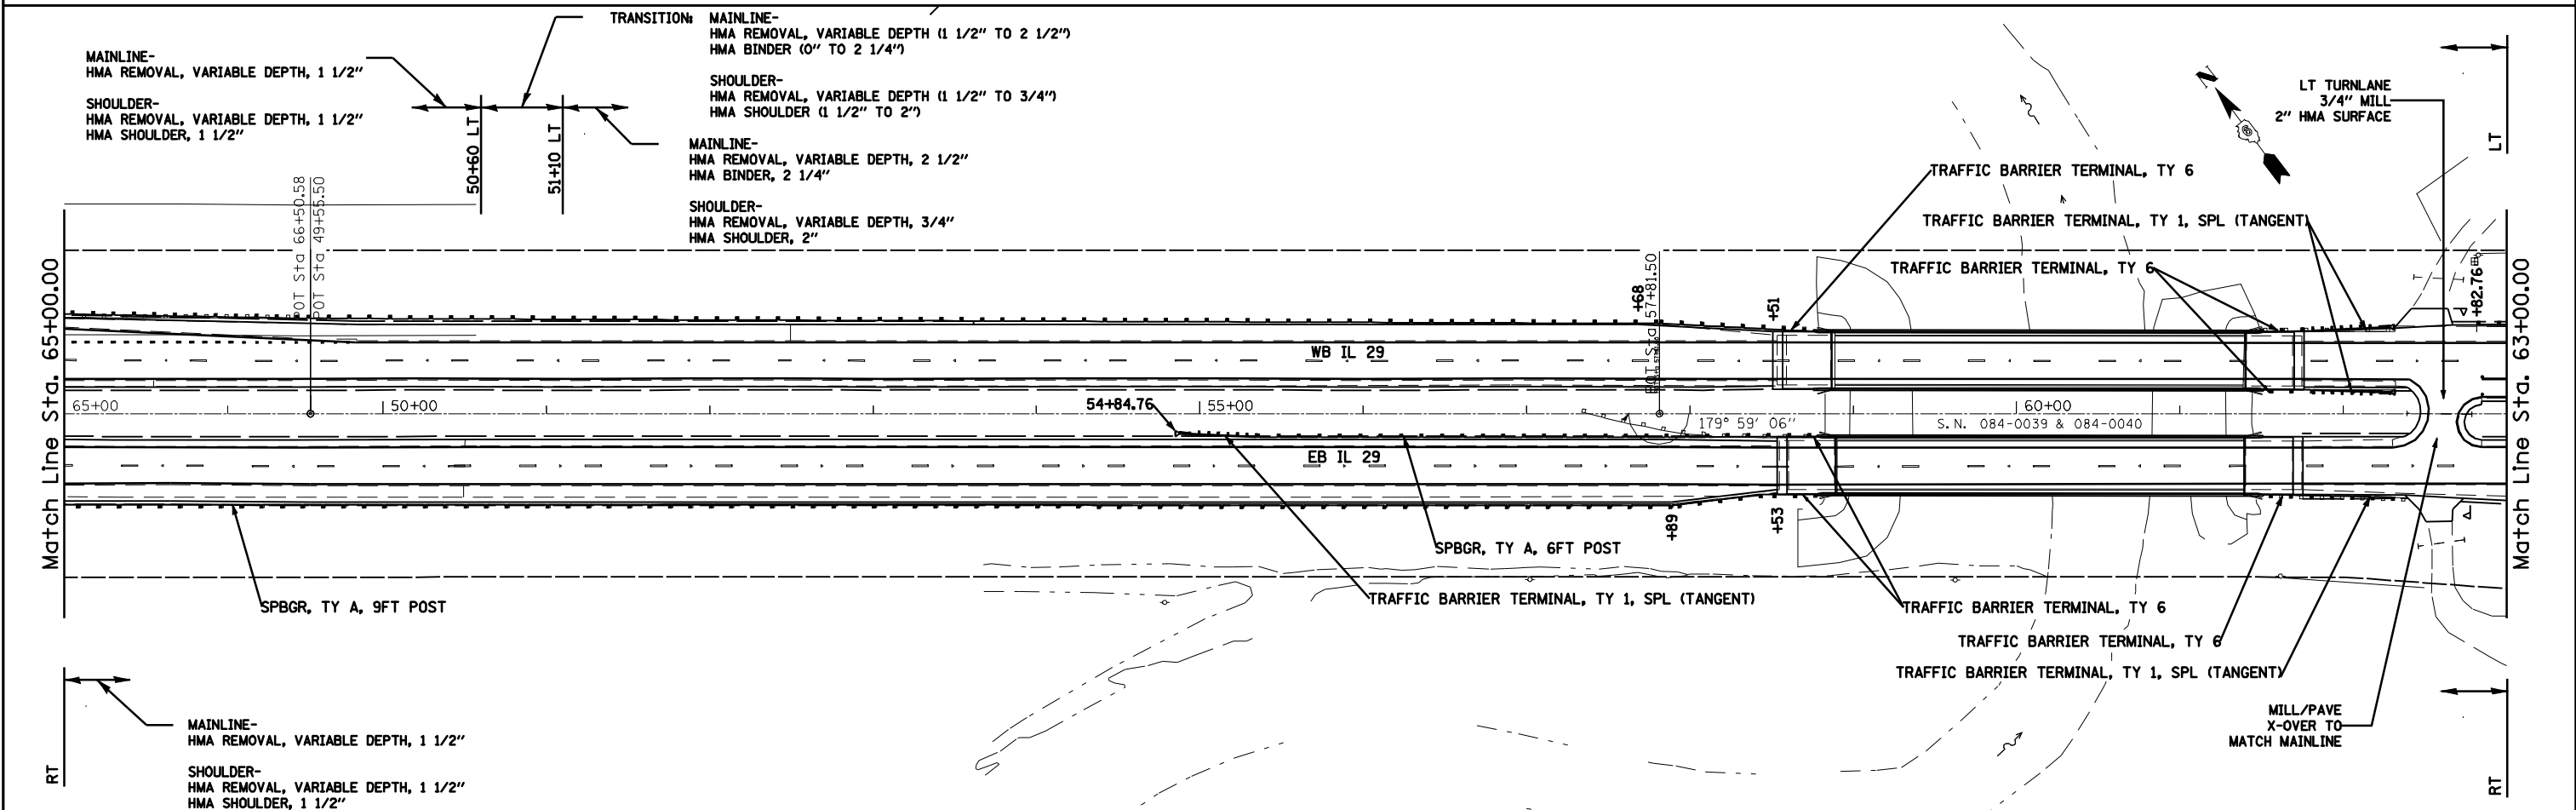 TRANSITION: MAINLINE-
HMA REMOVAL, VARIABLE DEPTH (1 1/2" TO 2 1/2")
HMA BINDER (0" TO 2 1/4")
SHOULDER-
HMA REMOVAL, VARIABLE DEPTH (1 1/2" TO 3/4")
HMA SHOULDER (1 1/2" TO 2")
MAINLINE-
HMA REMOVAL, VARIABLE DEPTH, 1 1/2"
SHOULDER-
HMA REMOVAL, VARIABLE DEPTH, 1 1/2"
HMA SHOULDER, 1 1/2"
50+60 LT
51+10 LT
MAINLINE-
HMA REMOVAL, VARIABLE DEPTH, 2 1/2"
HMA BINDER, 2 1/4"
SHOULDER-
HMA REMOVAL, VARIABLE DEPTH, 3/4"
HMA SHOULDER, 2"
N
LT TURNLANE
3/4" MILL
2" HMA SURFACE
LT
TRAFFIC BARRIER TERMINAL, TY 6
TRAFFIC BARRIER TERMINAL, TY 1, SPL (TANGENT)
TRAFFIC BARRIER TERMINAL, TY 6
Match Line Sta. 65+00.00
POT Sta 66+50.58
POT Sta 49+55.50
+68
POT Sta 57+81.50
+51
+82.76
Match Line Sta. 63+00.00
WB IL 29
65+00
50+00
54+84.76
55+00
179° 59' 06"
60+00
S.N. 084-0039 & 084-0040
EB IL 29
+89
+53
SPBGR, TY A, 6FT POST
SPBGR, TY A, 9FT POST
TRAFFIC BARRIER TERMINAL, TY 1, SPL (TANGENT)
TRAFFIC BARRIER TERMINAL, TY 6
TRAFFIC BARRIER TERMINAL, TY 6
TRAFFIC BARRIER TERMINAL, TY 1, SPL (TANGENT)
MILL/PAVE
X-OVER TO
MATCH MAINLINE
RT
MAINLINE-
HMA REMOVAL, VARIABLE DEPTH, 1 1/2"
SHOULDER-
HMA REMOVAL, VARIABLE DEPTH, 1 1/2"
HMA SHOULDER, 1 1/2"
RT